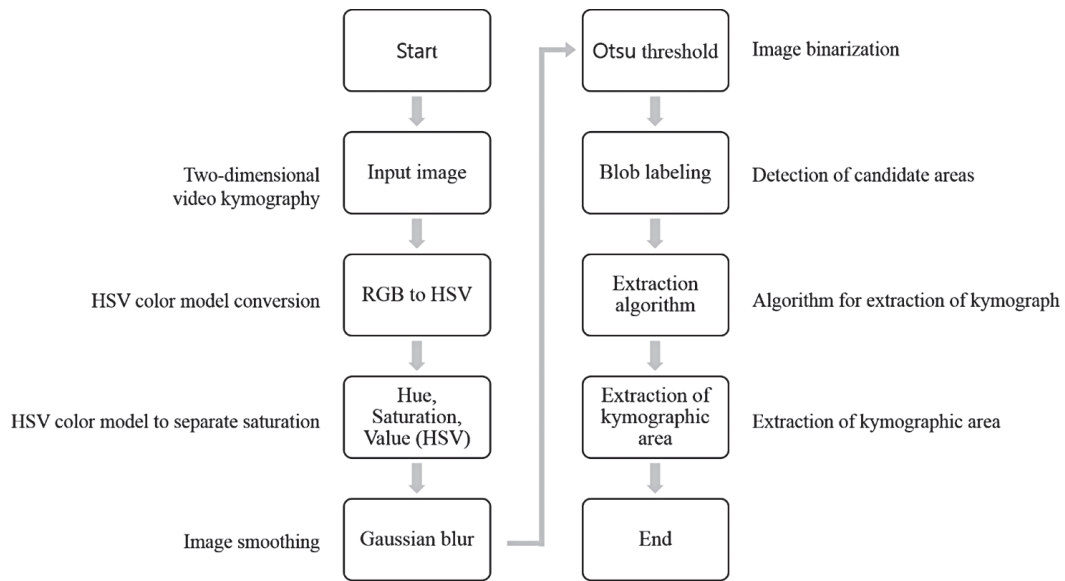 Start
Two-dimensional
video kymography
Input image
HSV color model conversion
RGB to HSV
HSV color model to separate saturation
Hue,
Saturation,
Value (HSV)
Image smoothing
Gaussian blur
Otsu threshold
Image binarization
Blob labeling
Detection of candidate areas
Extraction
algorithm
Algorithm for extraction of kymograph
Extraction of
kymographic
area
Extraction of kymographic area
End